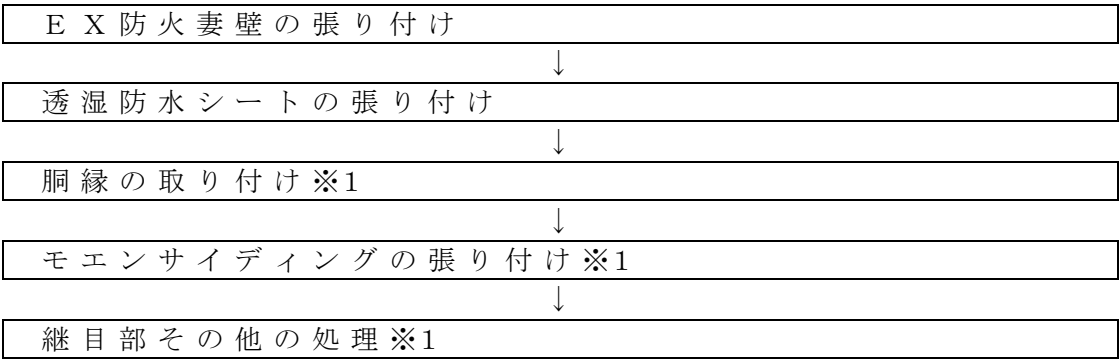 ＥＸ防火妻壁の張り付け
↓
透湿防水シートの張り付け
↓
胴縁の取り付け※1
↓
モエンサイディングの張り付け※1
↓
継目部その他の処理※1